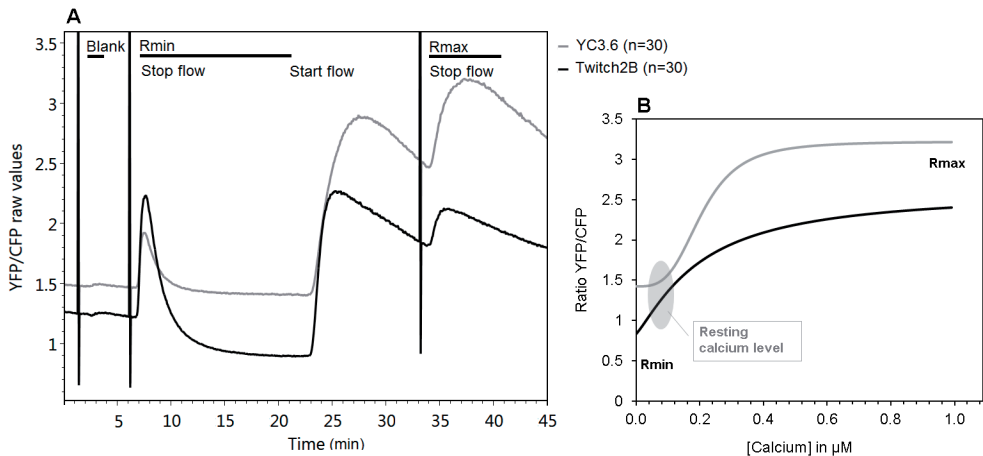 A
Blank
Rmin
Rmax
Stop flow
Start flow
Stop flow
YC3.6 (n=30)
Twitch2B (n=30)
YFP/CFP raw values
3.5
3
2.5
2
1.5
1
5
10
15
20
25
30
35
40
45
Time (min)
B
Ratio YFP/CFP
3.5
3
2.5
2
1.5
1
0.5
0
Rmax
Resting
calcium level
Rmin
0.0
0.2
0.4
0.6
0.8
1.0
[Calcium] in µM